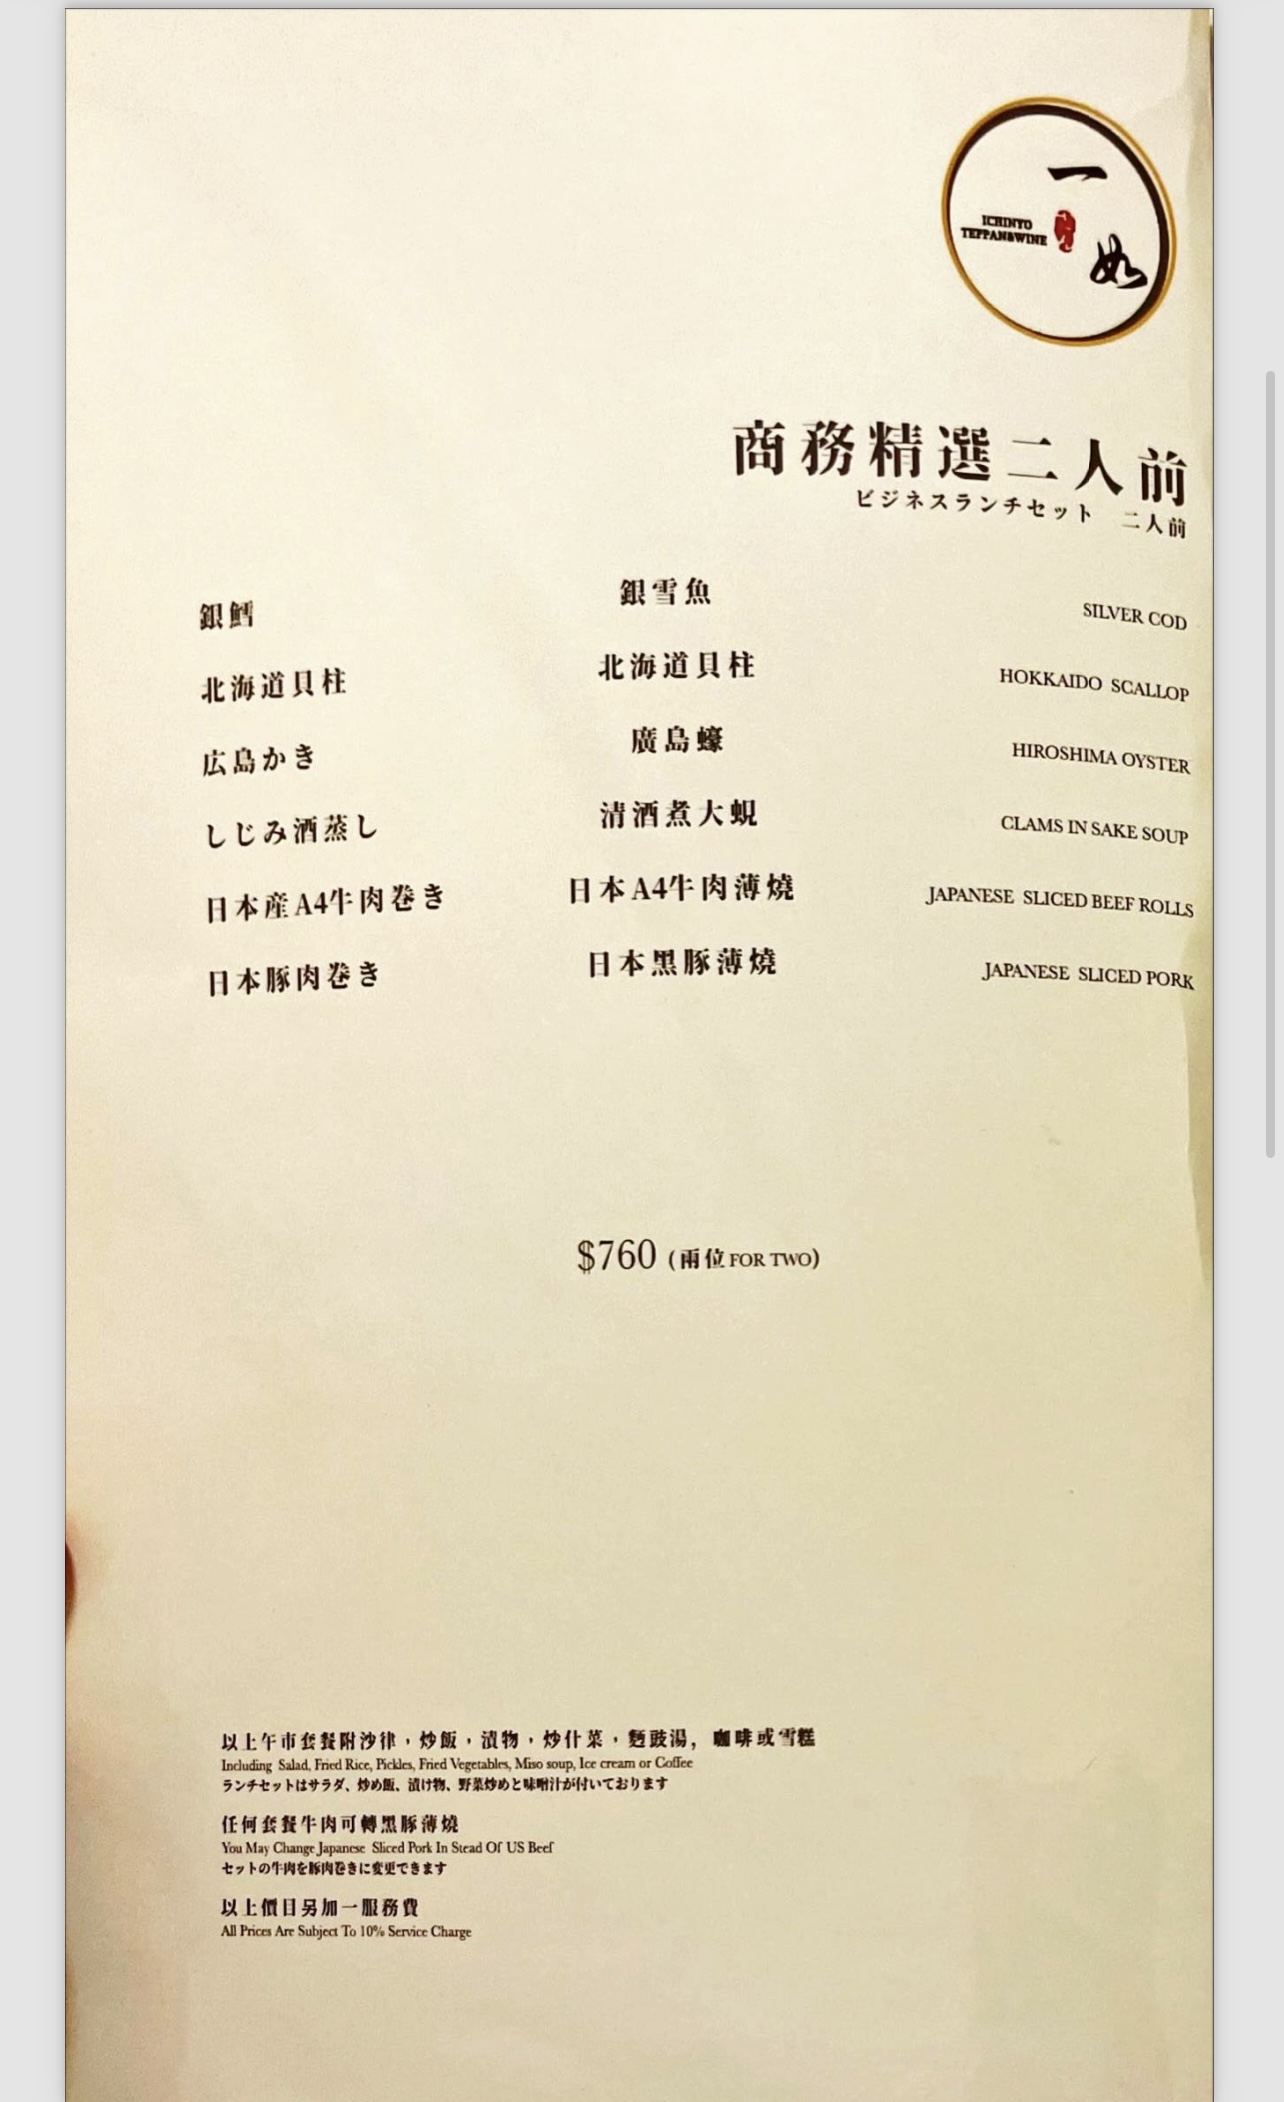 一
如
ICHINYO
TEPPAN&WINE
商務精選二人前
ビジネスランチセット 二人前
銀鱈 銀雪魚 SILVER COD
北海道貝柱 北海道貝柱 HOKKAIDO SCALLOP
広島かき 廣島蠔 HIROSHIMA OYSTER
しじみ酒蒸し 清酒煮大蜆 CLAMS IN SAKE SOUP
日本産A4牛肉巻き 日本A4牛肉薄燒 JAPANESE SLICED BEEF ROLLS
日本豚肉巻き 日本黑豚薄燒 JAPANESE SLICED PORK
$760 (兩位 FOR TWO)
以上午市套餐附沙律，炒飯，漬物，炒什菜，麵豉湯, 咖啡或雪糕
Including Salad, Fried Rice, Pickles, Fried Vegetables, Miso soup, Ice cream or Coffee
ランチセットはサラダ、炒め飯、漬け物、野菜炒めと味噌汁が付いております
任何套餐牛肉可轉黑豚薄燒
You May Change Japanese Sliced Pork In Stead Of US Beef
セットの牛肉を豚肉巻きに変更できます
以上價目另加一服務費
All Prices Are Subject To 10% Service Charge